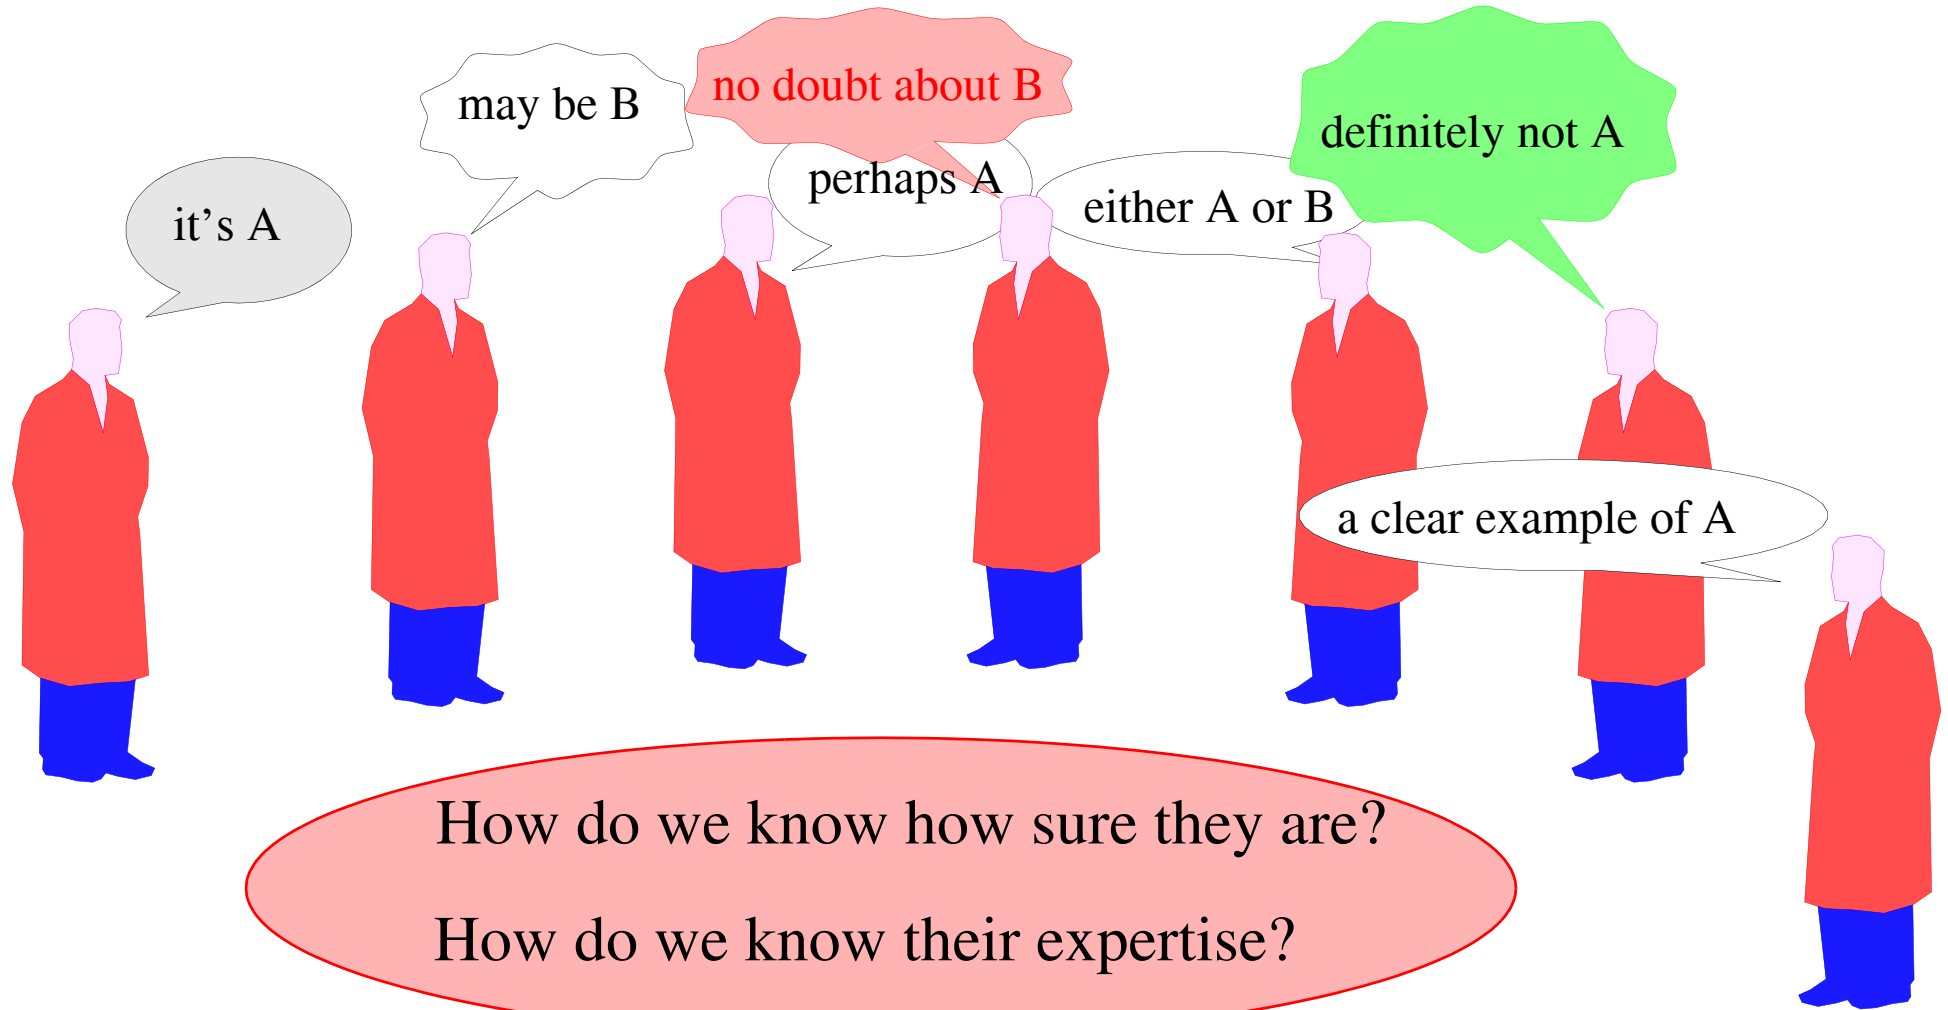 it's A
may be B
no doubt about B
perhaps A
either A or B
definitely not A
a clear example of A
How do we know how sure they are?
How do we know their expertise?